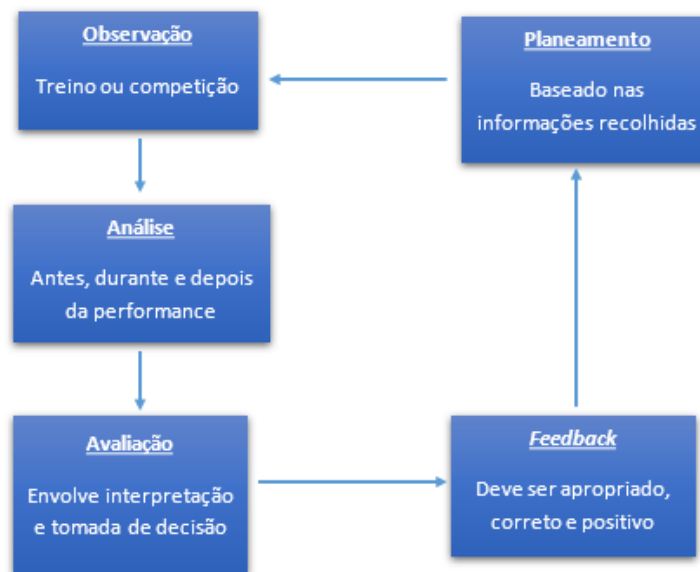 Observação
Treino ou competição
Análise
Antes, durante e depois
da performance
Avaliação
Envolve interpretação
e tomada de decisão
Feedback
Deve ser apropriado,
correto e positivo
Planeamento
Baseado nas
informações recolhidas